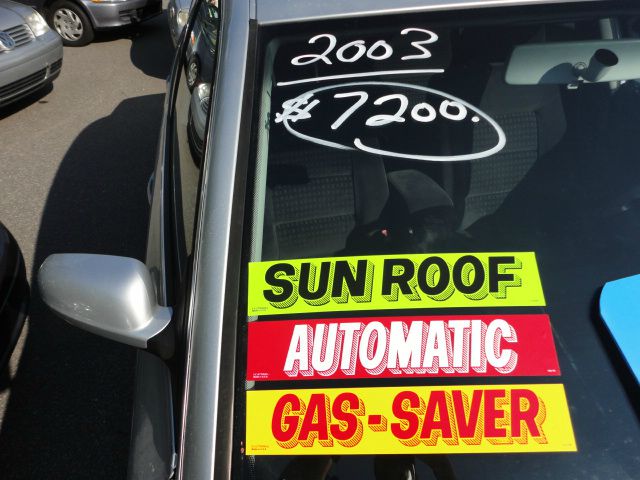 2003
$7200.
SUN ROOF
AUTOMATIC
GAS-SAVER